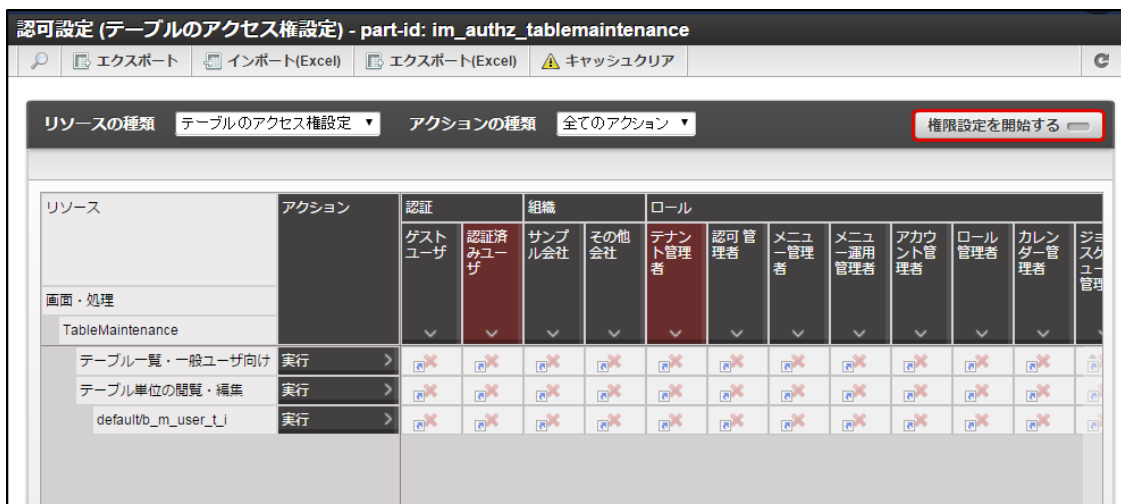 認可設定 (テーブルのアクセス権設定) - part-id: im_authz_tablemaintenance
エクスポート インポート(Excel) エクスポート(Excel) キャッシュクリア
リソースの種類 テーブルのアクセス権設定 アクションの種類 全てのアクション 権限設定を開始する
リソース アクション 認証 組織 ロール
ゲスト
ユーザ
認証済
みユー
ザ
サンプ
ル会社
その他
会社
テナン
ト管理
者
認可 管
理者
メニュ
ー管理
者
メニュ
ー運用
管理者
アカウ
ント管
理者
ロール
管理者
カレン
ダー管
理者
ジョ
スケ
ュー
管理
画面・処理
TableMaintenance
テーブル一覧・一般ユーザ向け 実行
テーブル単位の閲覧・編集 実行
default/b_m_user_t_i 実行